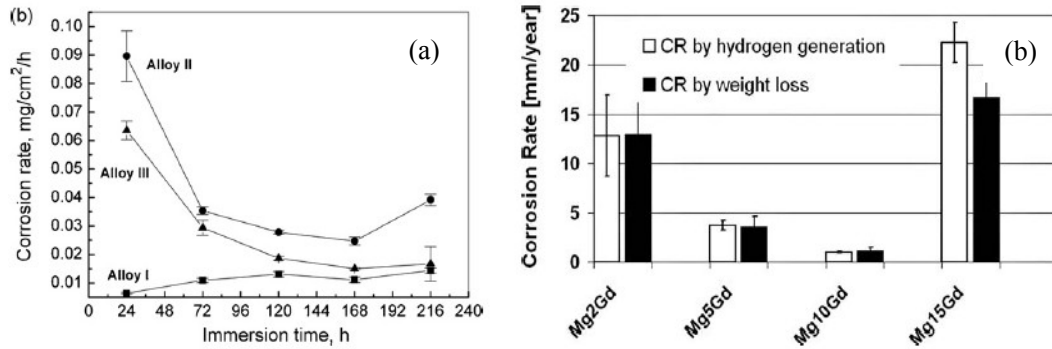 (b)
(a)
Corrosion rate, mg/cm²/h
0.10
0.09
0.08
0.07
0.06
0.05
0.04
0.03
0.02
0.01
Alloy II
Alloy III
Alloy I
0 24 48 72 96 120 144 168 192 216 240
Immersion time, h
(b)
Corrosion Rate [mm/year]
25
20
15
10
5
0
CR by hydrogen generation
CR by weight loss
Mg2Gd
Mg5Gd
Mg10Gd
Mg15Gd